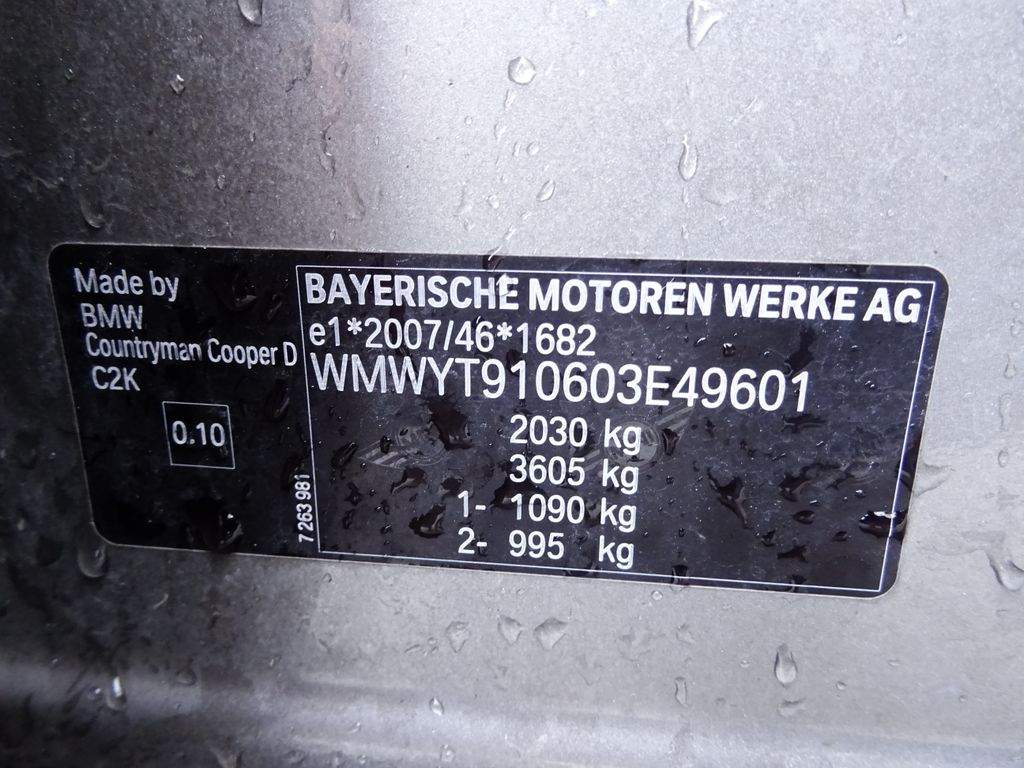 Made by
BMW
Countryman Cooper D
C2K
0.10
7 263 981
BAYERISCHE MOTOREN WERKE AG
e1*2007/46*1682
WMWYT910603E49601
2030 kg
3605 kg
1- 1090 kg
2- 995 kg